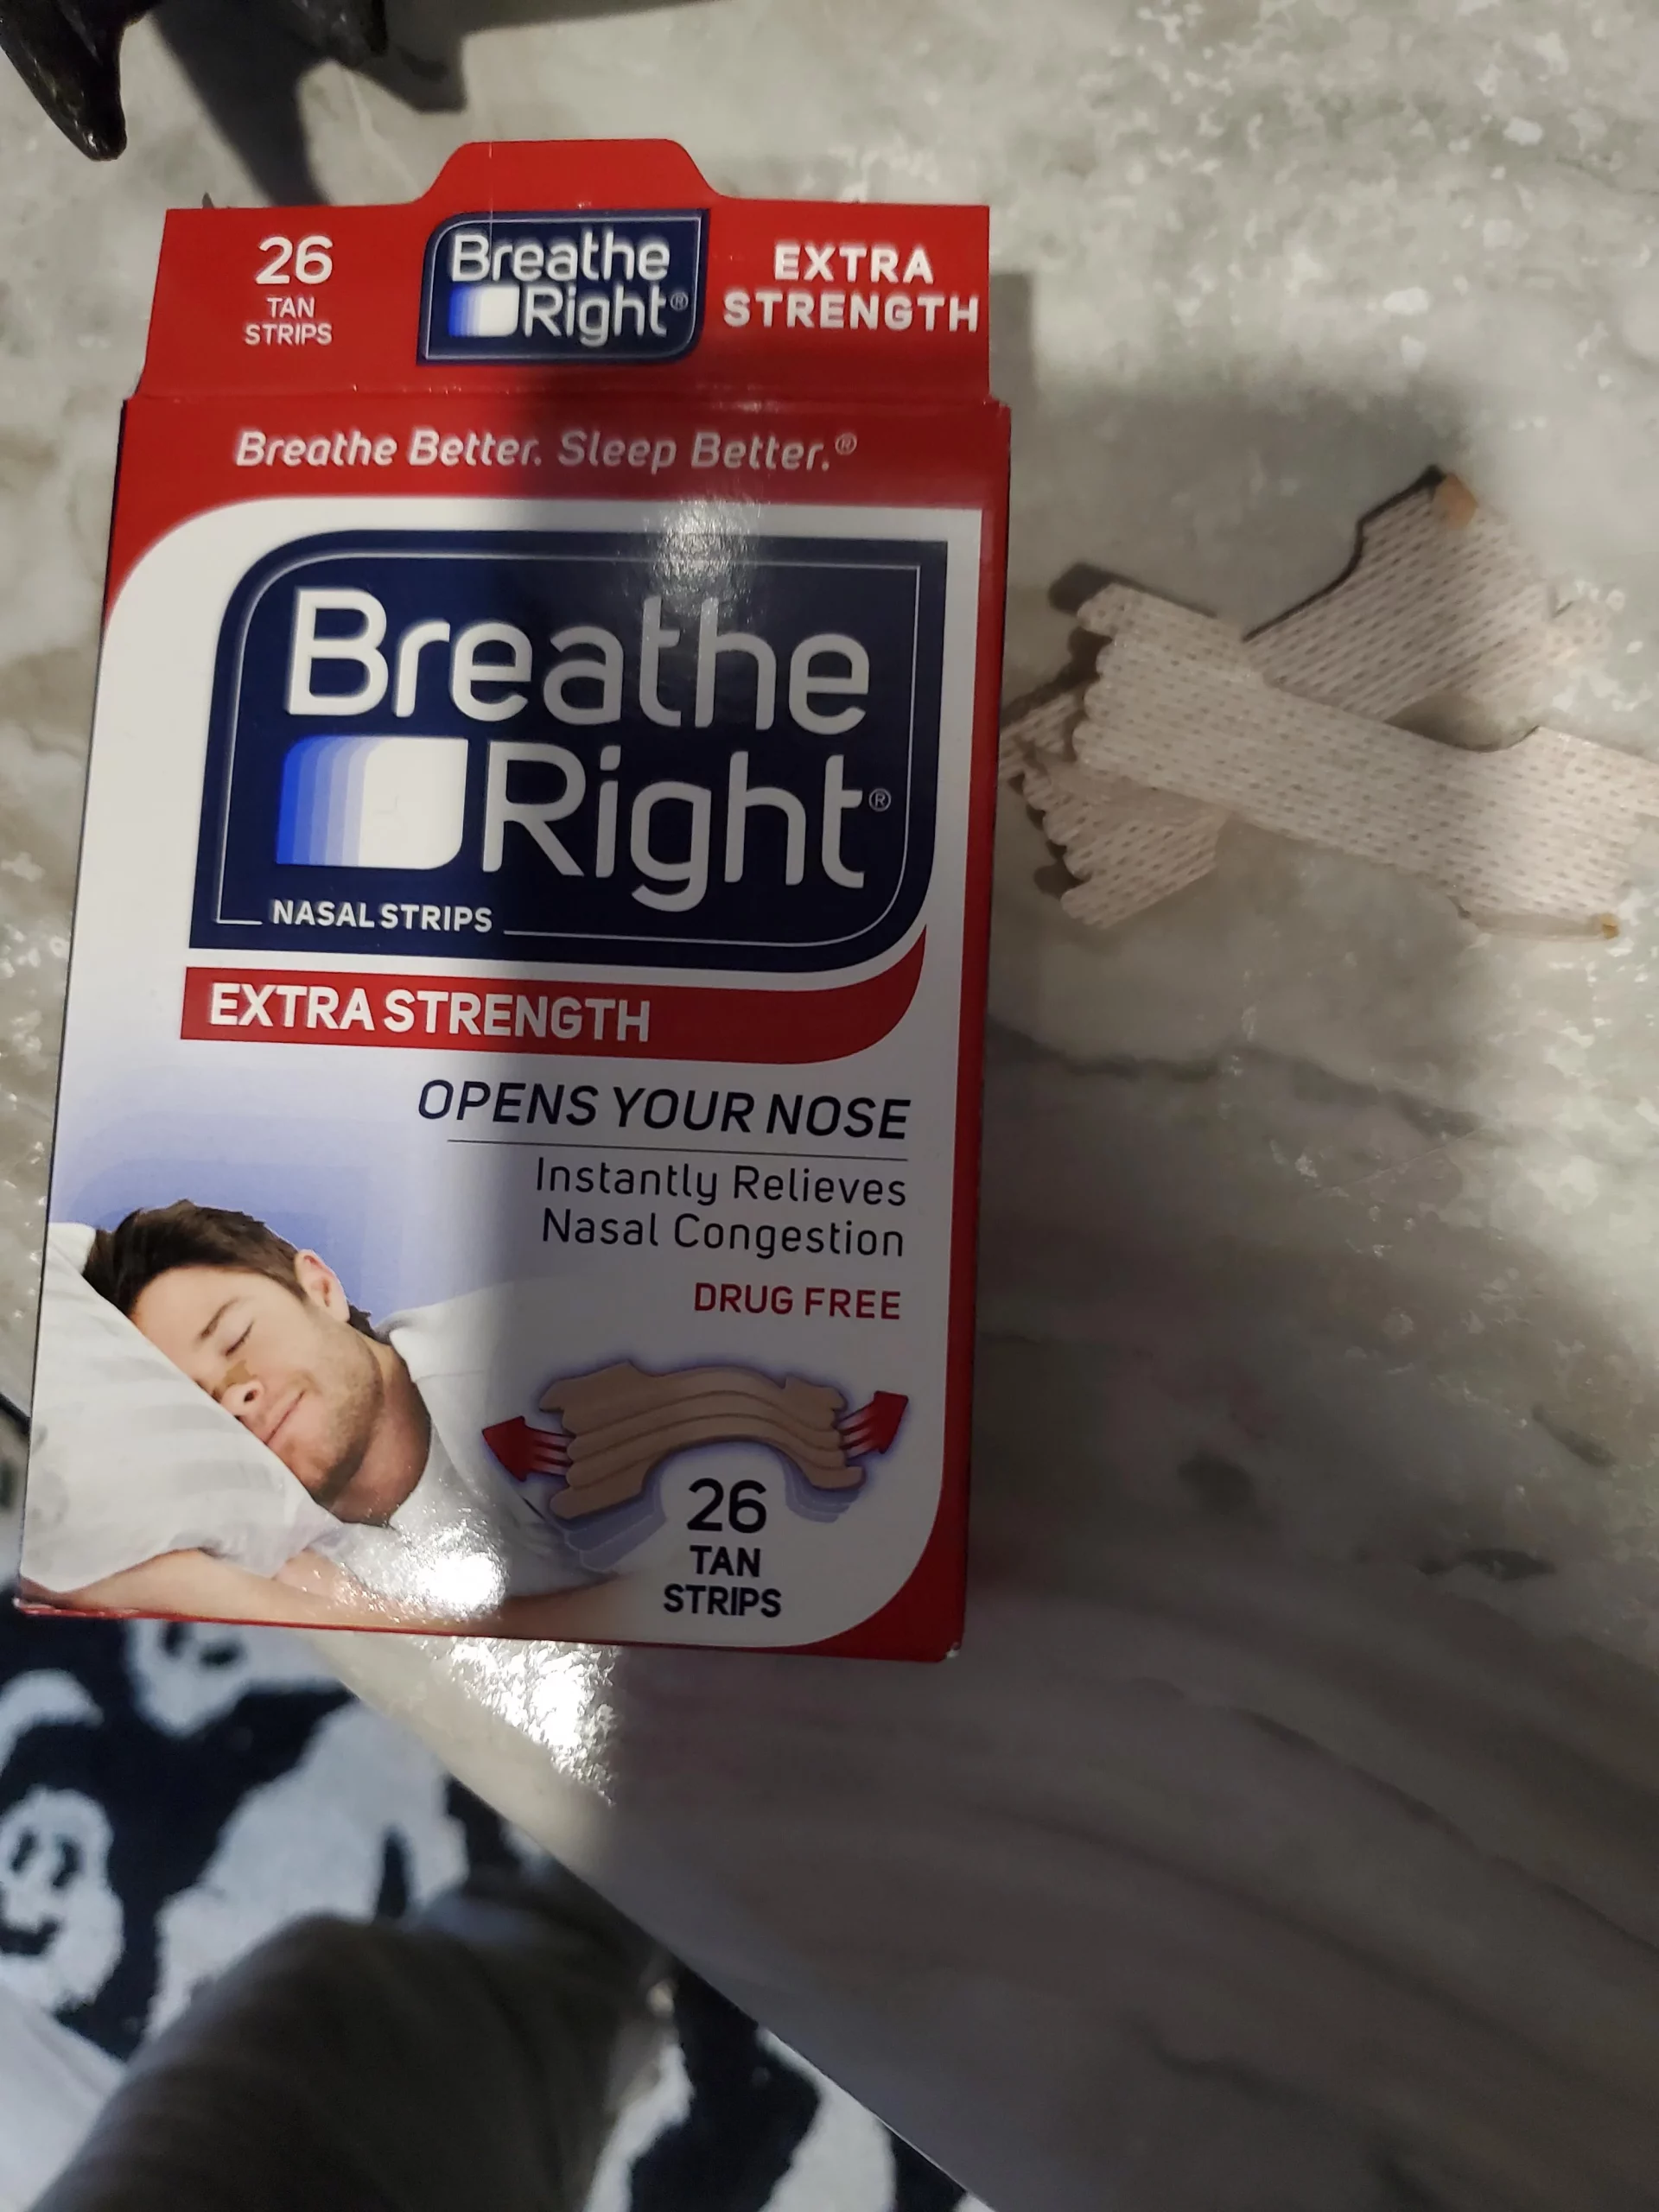 26
TAN
STRIPS
Breathe
Right®
EXTRA
STRENGTH
Breathe Better. Sleep Better.®
Breathe
Right®
NASAL STRIPS
EXTRA STRENGTH
OPENS YOUR NOSE
Instantly Relieves
Nasal Congestion
DRUG FREE
26
TAN
STRIPS